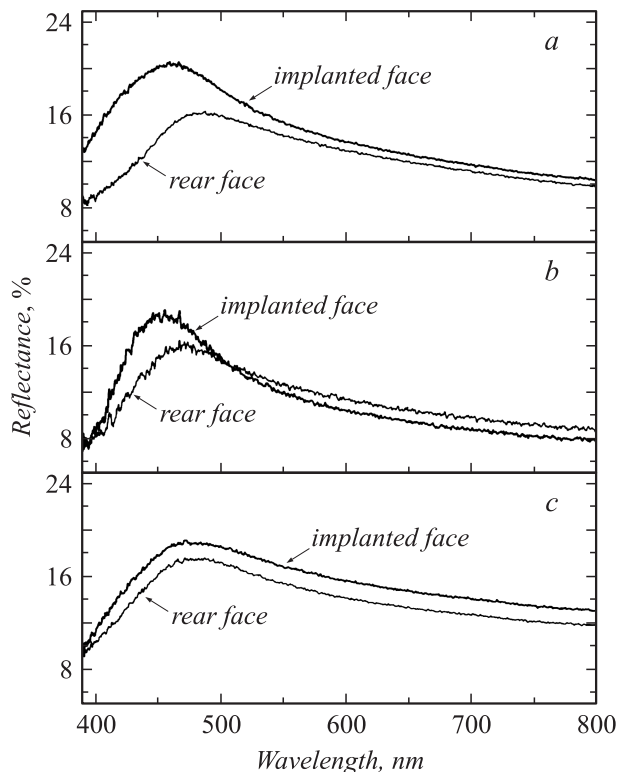 24
a
implanted face
16
rear face
8
24
b
implanted face
16
rear face
8
24
c
implanted face
16
rear face
8
Reflectance, %
400 500 600 700 800
Wavelength, nm